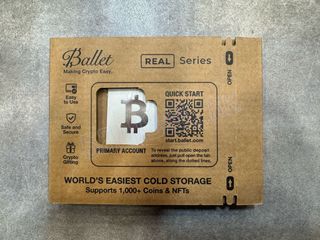 Ballet
Making Crypto Easy.
REAL Series
Easy
to Use
Safe and
Secure
Crypto
Gifting
PRIMARY ACCOUNT
QUICK START
start.ballet.com
To reveal the public deposit
address, just pull open the tab
above, along the dotted lines.
OPEN
OPEN
WORLD'S EASIEST COLD STORAGE
Supports 1,000+ Coins & NFTs